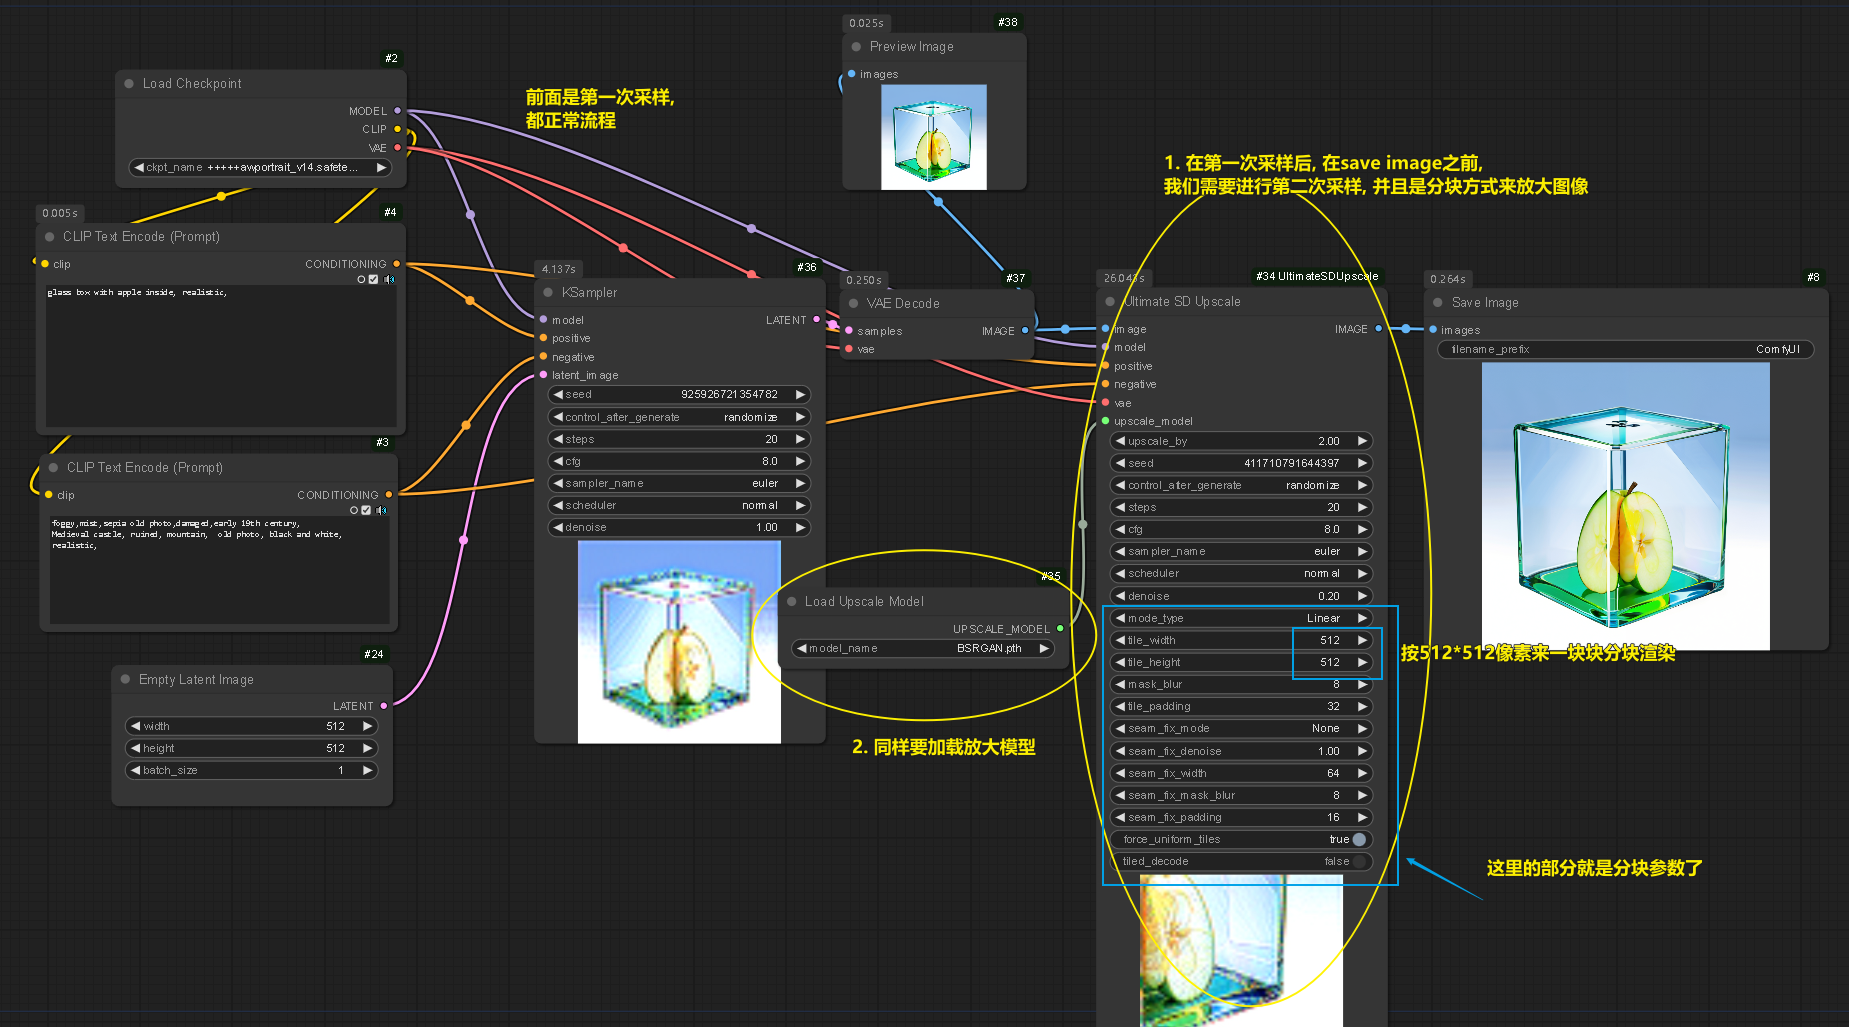 #2
Load Checkpoint
MODEL
CLIP
VAE
ckpt_name +++++awportrait_v14.safete...
前面是第一次采样,
都正常流程
0.025s
#38
Preview Image
images
1. 在第一次采样后, 在save image之前,
我们需要进行第二次采样, 并且是分块方式来放大图像
0.005s
#4
CLIP Text Encode (Prompt)
clip
CONDITIONING
glass box with apple inside, realistic,
#3
CLIP Text Encode (Prompt)
clip
CONDITIONING
foggy,mist,sepia old photo,damaged,early 19th century,
Medieval castle, ruined, mountain,  old photo, black and white,
realistic,
#24
Empty Latent Image
LATENT
width 512
height 512
batch_size 1
4.137s
#36
KSampler
LATENT
model
positive
negative
latent_image
seed 925926721354782
control_after_generate randomize
steps 20
cfg 8.0
sampler_name euler
scheduler normal
denoise 1.00
0.250s
#37
VAE Decode
samples
IMAGE
vae
#35
Load Upscale Model
UPSCALE_MODEL
model_name BSRGAN.pth
2. 同样要加载放大模型
#34 UltimateSDUpscale
Ultimate SD Upscale
image
IMAGE
model
positive
negative
vae
upscale_model
upscale_by 2.00
seed 411710791644397
control_after_generate randomize
steps 20
cfg 8.0
sampler_name euler
scheduler normal
denoise 0.20
mode_type Linear
tile_width 512
tile_height 512
mask_blur 8
tile_padding 32
seam_fix_mode None
seam_fix_denoise 1.00
seam_fix_width 64
seam_fix_mask_blur 8
seam_fix_padding 16
force_uniform_tiles true
tiled_decode false
按512*512像素来一块块分块渲染
这里的部分就是分块参数了
0.264s
#8
Save Image
images
filename_prefix ComfyUI